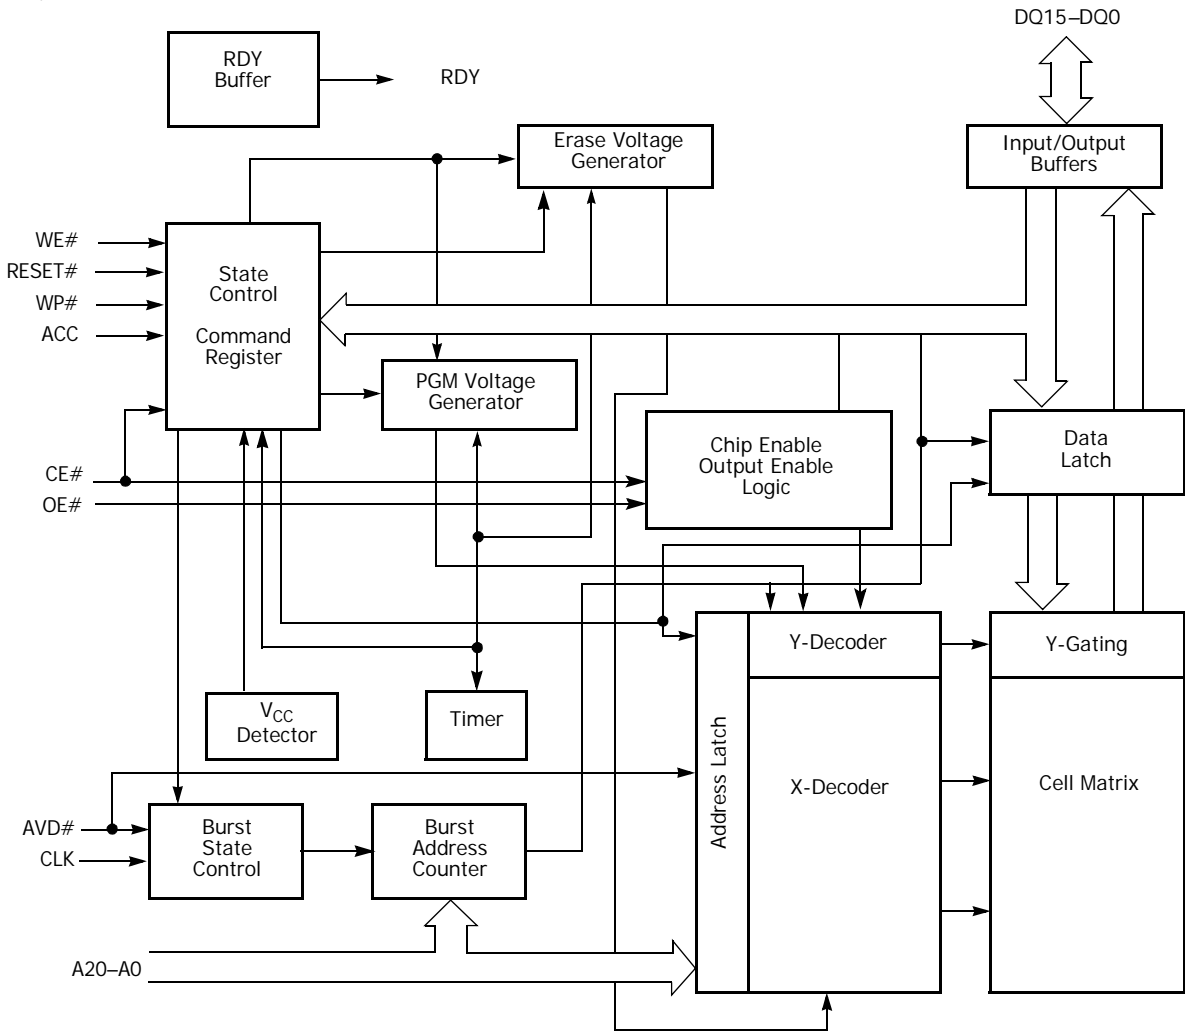 DQ15–DQ0
RDY
Buffer
RDY
Erase Voltage
Generator
Input/Output
Buffers
WE#
RESET#
WP#
ACC
State
Control
Command
Register
PGM Voltage
Generator
Chip Enable
Output Enable
Logic
Data
Latch
CE#
OE#
Y-Decoder
Y-Gating
VCC
Detector
Timer
Address Latch
X-Decoder
Cell Matrix
AVD#
CLK
Burst
State
Control
Burst
Address
Counter
A20–A0